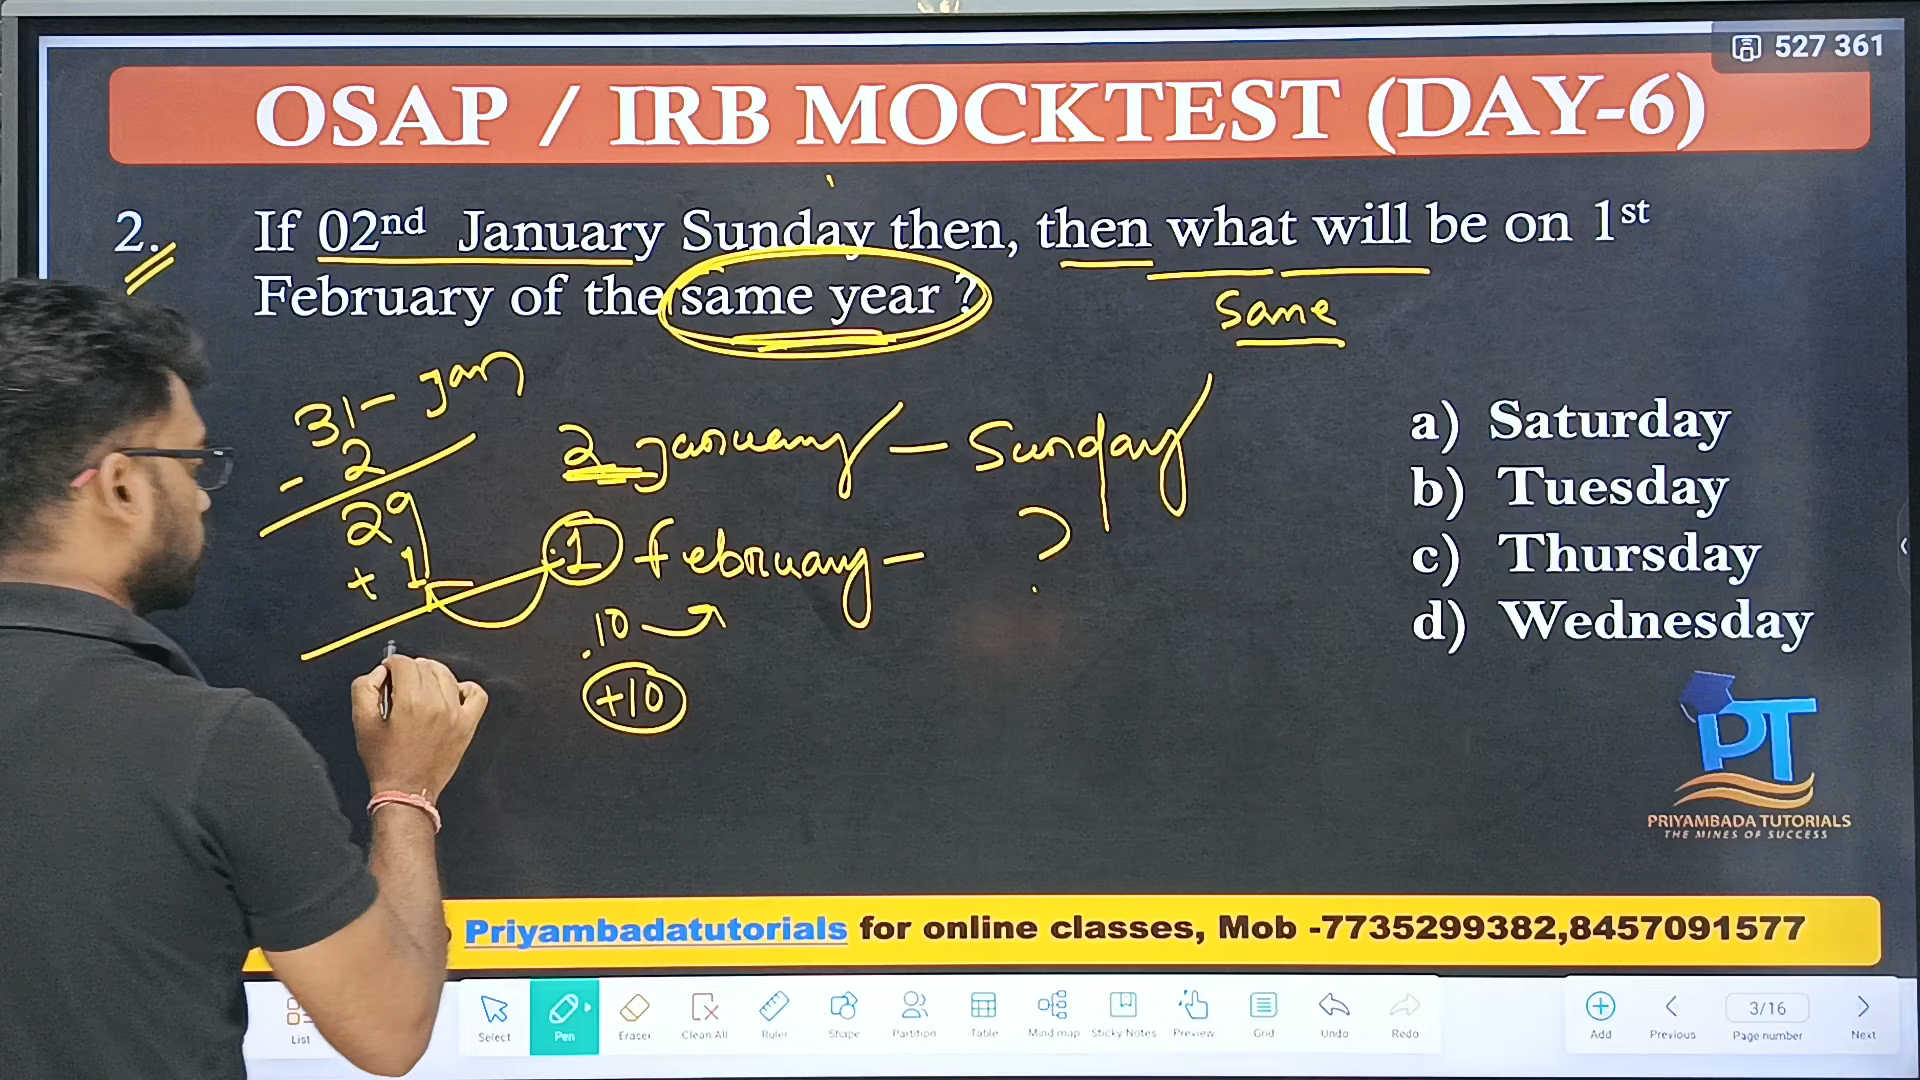 527 361
OSAP / IRB MOCKTEST (DAY-6)
2. If 02nd January Sunday then, then what will be on 1st
February of the same year ?
Same
31 - Jan
- 2
29
+ 1
2 January - Sunday
1 february - ?
10
+10
a) Saturday
b) Tuesday
c) Thursday
d) Wednesday
PT
PRIYAMBADA TUTORIALS
THE MINES OF SUCCESS
Priyambadatutorials for online classes, Mob -7735299382,8457091577
List
Select
Pen
Eraser
Clean All
Ruler
Shape
Partition
Table
Mind map
Sticky Notes
Preview
Grid
Undo
Redo
Add
Previous
3/16
Page number
Next